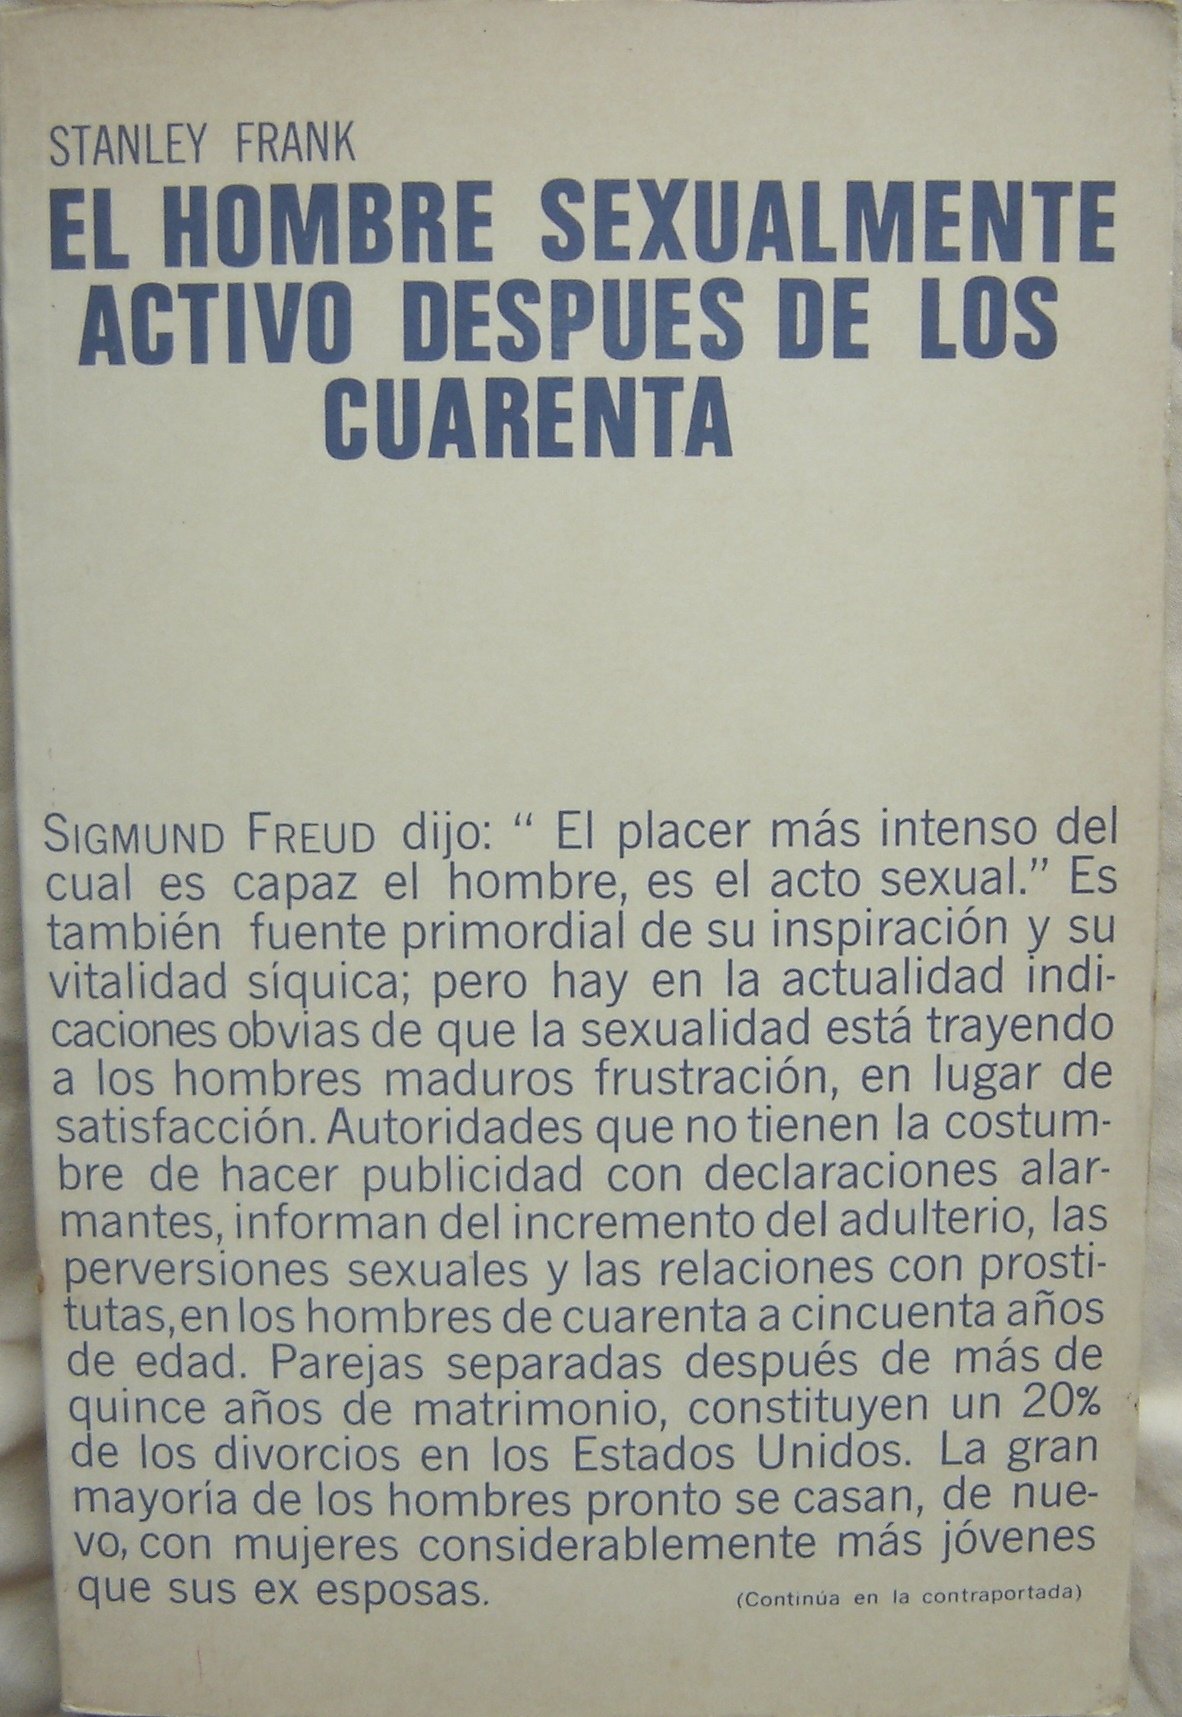 STANLEY FRANK
EL HOMBRE SEXUALMENTE
ACTIVO DESPUES DE LOS
CUARENTA
SIGMUND FREUD dijo: “ El placer más intenso del
cual es capaz el hombre, es el acto sexual.” Es
también fuente primordial de su inspiración y su
vitalidad síquica; pero hay en la actualidad indi-
caciones obvias de que la sexualidad está trayendo
a los hombres maduros frustración, en lugar de
satisfacción. Autoridades que no tienen la costum-
bre de hacer publicidad con declaraciones alar-
mantes, informan del incremento del adulterio, las
perversiones sexuales y las relaciones con prosti-
tutas, en los hombres de cuarenta a cincuenta años
de edad. Parejas separadas después de más de
quince años de matrimonio, constituyen un 20%
de los divorcios en los Estados Unidos. La gran
mayoría de los hombres pronto se casan, de nue-
vo, con mujeres considerablemente más jóvenes
que sus ex esposas.
(Continúa en la contraportada)